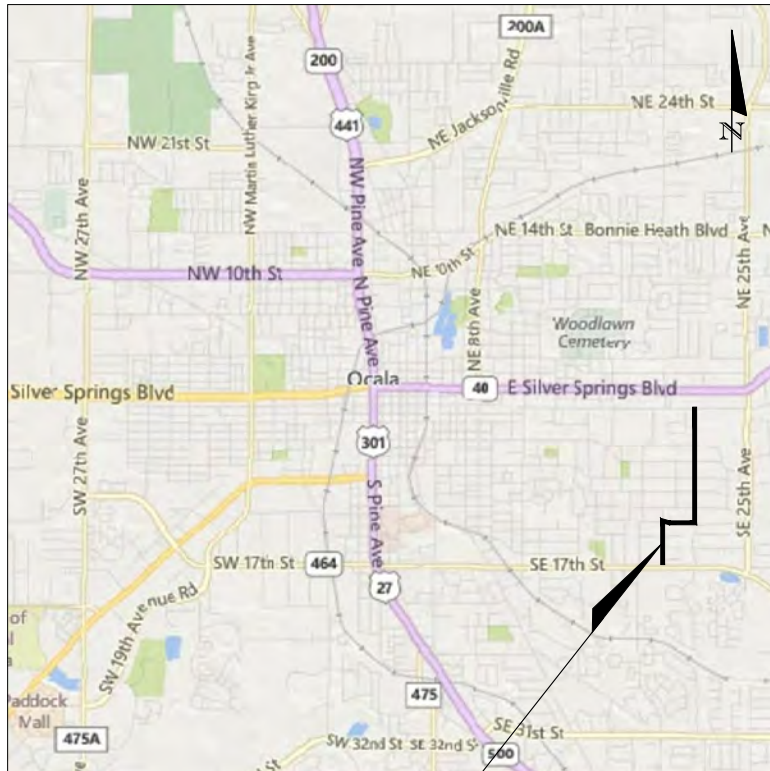 200A
200
NE 24th St
441
NE Jacksonville Rd
NW Martin Luther King Jr Ave
NW 21st St
N
NW 27th Ave
NW Pine Ave
NE 14th St
Bonnie Heath Blvd
N
NE 25th Ave
NW 10th St
NE 10th St
N Pine Ave
NE 8th Ave
Woodlawn
Cemetery
Ocala
Silver Springs Blvd
40
E Silver Springs Blvd
301
SW 27th Ave
SE 25th Ave
S Pine Ave
SW 17th St
464
SE 17th St
27
SW 19th Avenue Rd
of
l
a
Paddock
Mall
475
SE 31st St
475A
SW 32nd St
SE 32nd St
500
ve